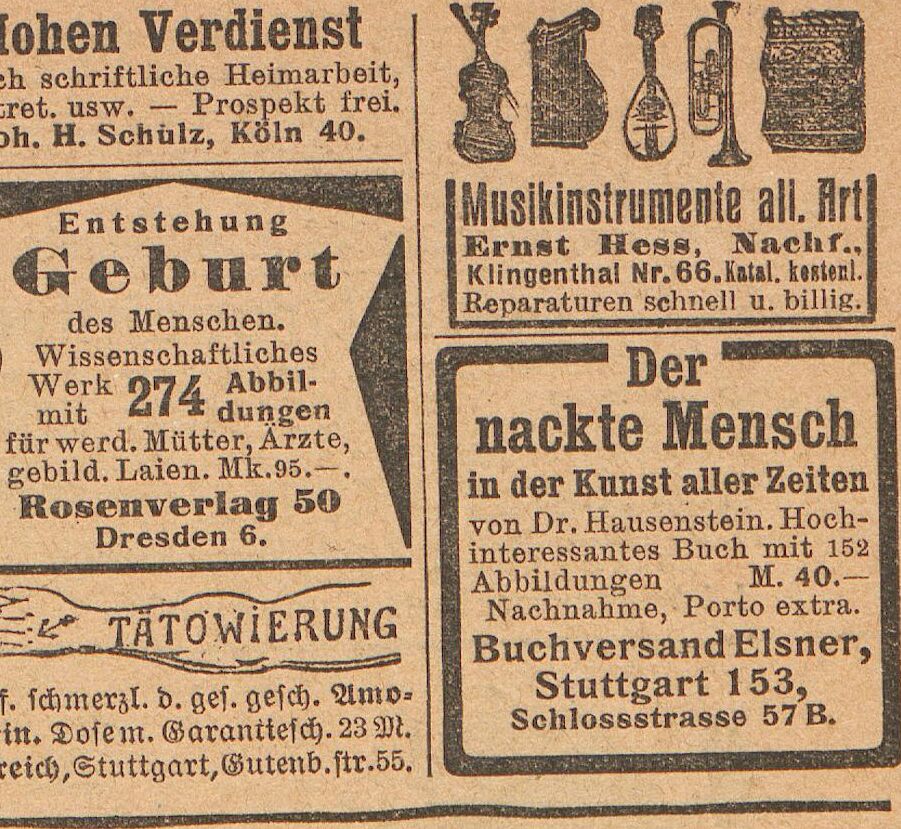 Hohen Verdienst
ch schriftliche Heimarbeit,
tret. usw. — Prospekt frei.
oh. H. Schulz, Köln 40.
Entstehung
Geburt
des Menschen.
Wissenschaftliches
Werk mit 274 Abbil-
dungen
für werd. Mütter, Ärzte,
gebild. Laien. Mk. 95.—.
Rosenverlag 50
Dresden 6.
TÄTOWIERUNG
f. schmerzl. d. ges. gesch. Amo-
in. Dose m. Garantiesch. 23 M.
reich, Stuttgart, Gutenb.str. 55.
Musikinstrumente all. Art
Ernst Hess, Nachf.,
Klingenthal Nr. 66. Katal. kostenl.
Reparaturen schnell u. billig.
Der
nackte Mensch
in der Kunst aller Zeiten
von Dr. Hausenstein. Hoch-
interessantes Buch mit 152
Abbildungen M. 40.—
Nachnahme, Porto extra.
Buchversand Elsner,
Stuttgart 153,
Schlossstrasse 57 B.